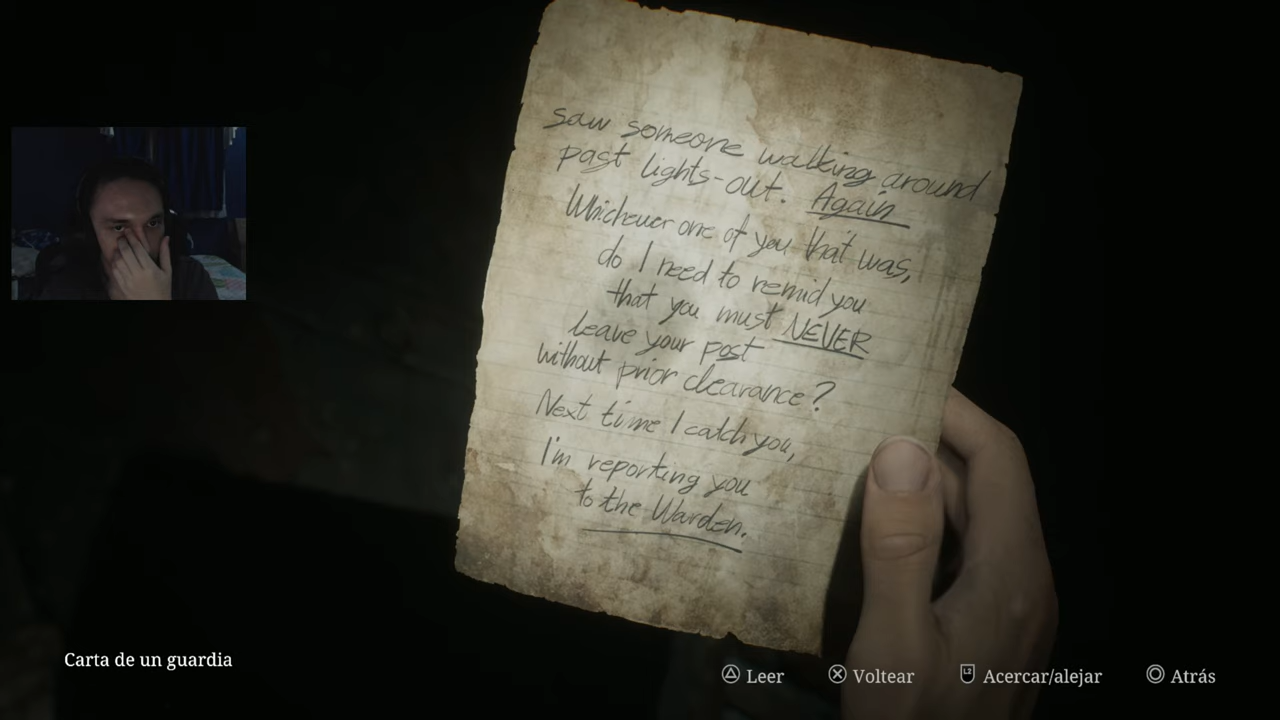 saw someone walking around
past lights-out. Again
Whichever one of you that was,
do I need to remid you
that you must NEVER
leave your post
without prior clearance?
Next time I catch you,
I'm reporting you
to the Warden.
Carta de un guardia
Leer
Voltear
L2
Acercar/alejar
Atrás